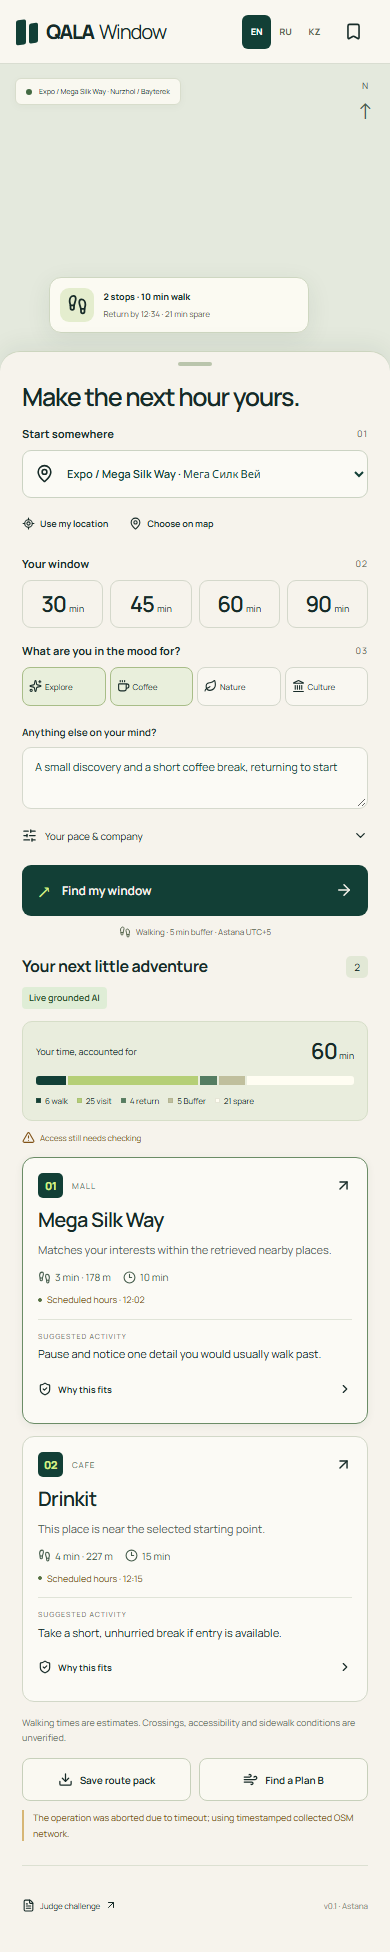 QALA Window
EN RU KZ
Expo / Mega Silk Way · Nurzhol / Bayterek
N
2 stops · 10 min walk
Return by 12:34 · 21 min spare
Make the next hour yours.
Start somewhere 01
Expo / Mega Silk Way · Мега Силк Вей
Use my location Choose on map
Your window 02
30 min 45 min 60 min 90 min
What are you in the mood for? 03
Explore Coffee Nature Culture
Anything else on your mind?
A small discovery and a short coffee break, returning to start
Your pace & company
Find my window
Walking · 5 min buffer · Astana UTC+5
Your next little adventure 2
Live grounded AI
Your time, accounted for 60 min
6 walk 25 visit 4 return 5 Buffer 21 spare
Access still needs checking
01 MALL
Mega Silk Way
Matches your interests within the retrieved nearby places.
3 min · 178 m 10 min
Scheduled hours · 12:02
SUGGESTED ACTIVITY
Pause and notice one detail you would usually walk past.
Why this fits
02 CAFE
Drinkit
This place is near the selected starting point.
4 min · 227 m 15 min
Scheduled hours · 12:15
SUGGESTED ACTIVITY
Take a short, unhurried break if entry is available.
Why this fits
Walking times are estimates. Crossings, accessibility and sidewalk conditions are
unverified.
Save route pack Find a Plan B
The operation was aborted due to timeout; using timestamped collected OSM
network.
Judge challenge v0.1 · Astana